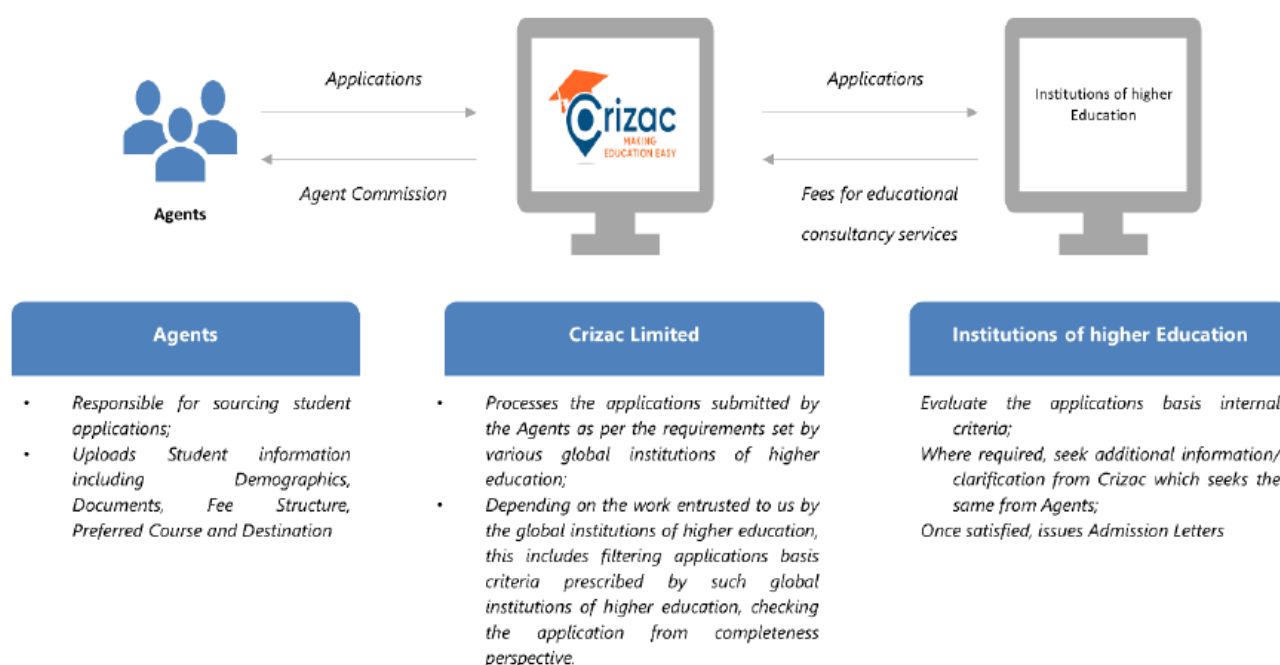 Applications
Applications
Crizac
MAKING
EDUCATION EASY
Institutions of higher
Education
Agents
Agent Commission
Fees for educational
consultancy services
Agents
• Responsible for sourcing student
applications;
• Uploads Student information
including Demographics,
Documents, Fee Structure,
Preferred Course and Destination
Crizac Limited
• Processes the applications submitted by
the Agents as per the requirements set by
various global institutions of higher
education;
• Depending on the work entrusted to us by
the global institutions of higher education,
this includes filtering applications basis
criteria prescribed by such global
institutions of higher education, checking
the application from completeness
perspective.
Institutions of higher Education
Evaluate the applications basis internal
criteria;
Where required, seek additional information/
clarification from Crizac which seeks the
same from Agents;
Once satisfied, issues Admission Letters